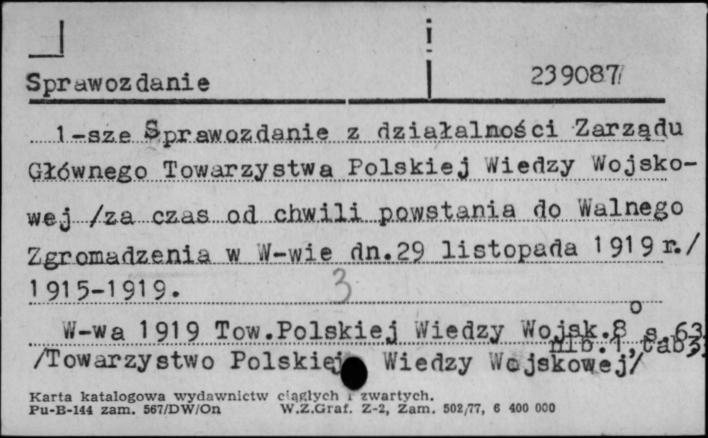 Sprawozdanie 239087
1-sze Sprawozdanie z działalności Zarządu
Głównego Towarzystwa Polskiej Wiedzy Wojsko-
wej /za czas od chwili powstania do Walnego
Zgromadzenia w W-wie dn.29 listopada 1919 r./
1915-1919. 3
W-wa 1919 Tow.Polskiej Wiedzy Wojsk.8° s.63
nlb.1, tab
/Towarzystwo Polskiej Wiedzy Wojskowej/
Karta katalogowa wydawnictw ciągłych i zwartych.
Pu-B-144 zam. 567/DW/On W.Z.Graf. Z-2, Zam. 502/77, 6 400 000